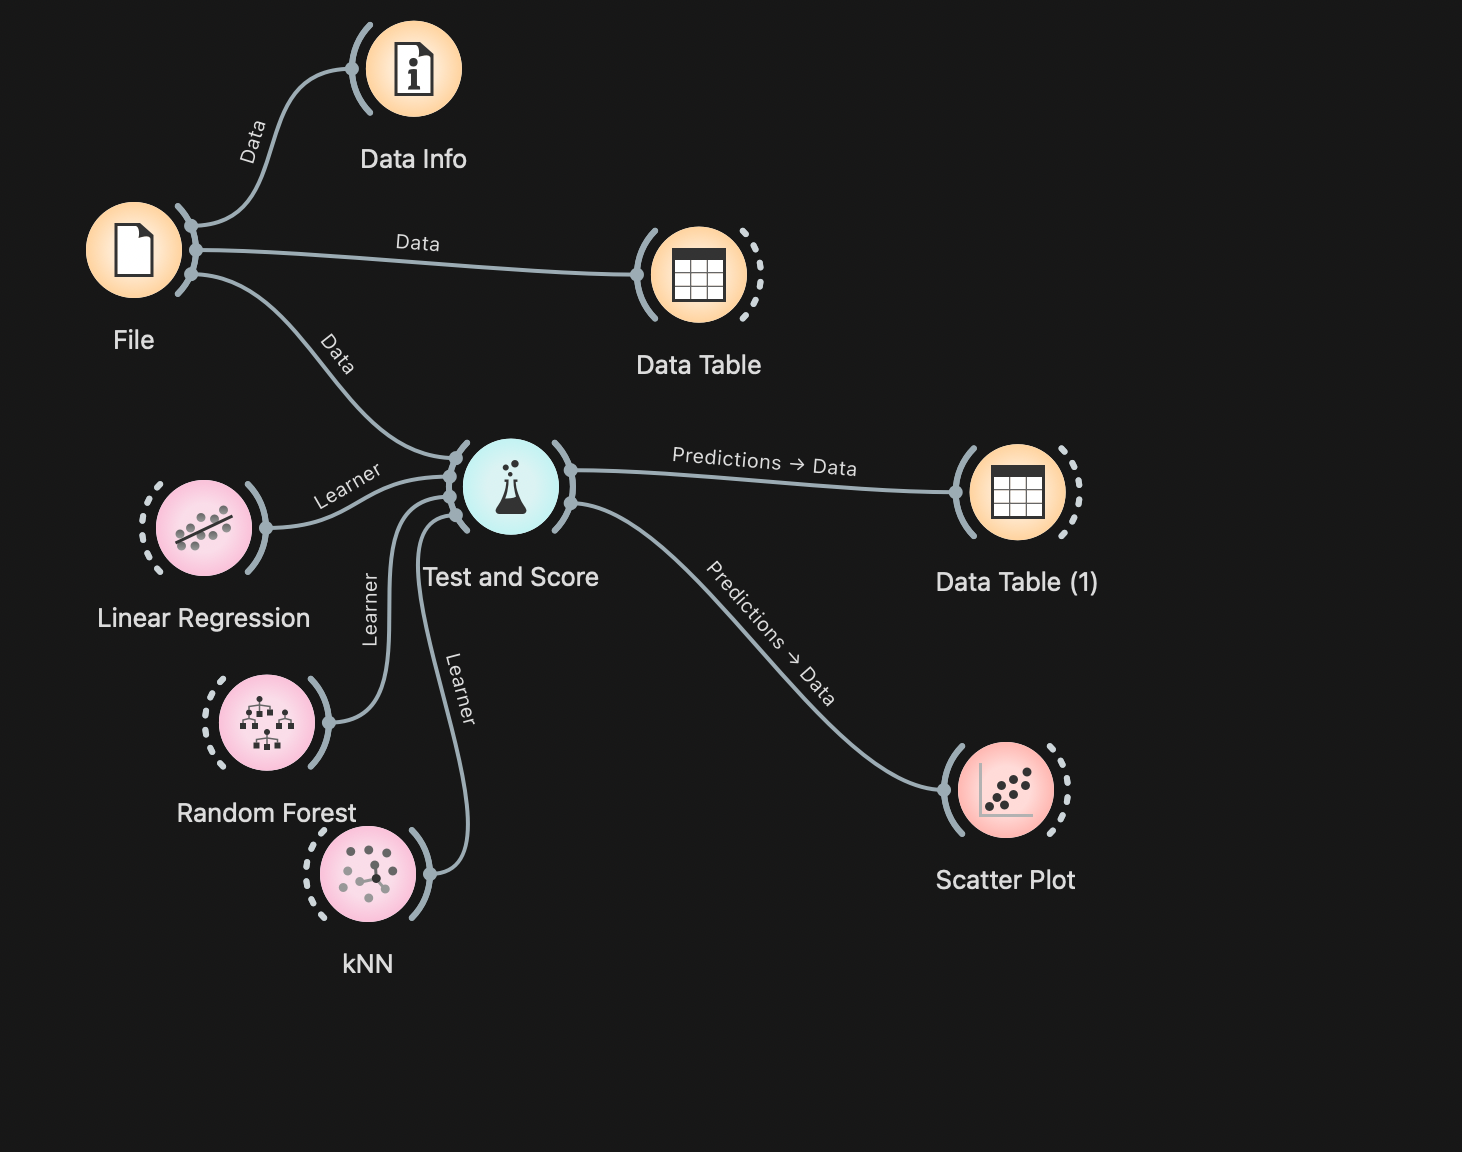 Data Info
Data
File
Data
Data Table
Data
Learner
Linear Regression
Test and Score
Predictions → Data
Data Table (1)
Learner
Random Forest
Learner
kNN
Predictions → Data
Scatter Plot